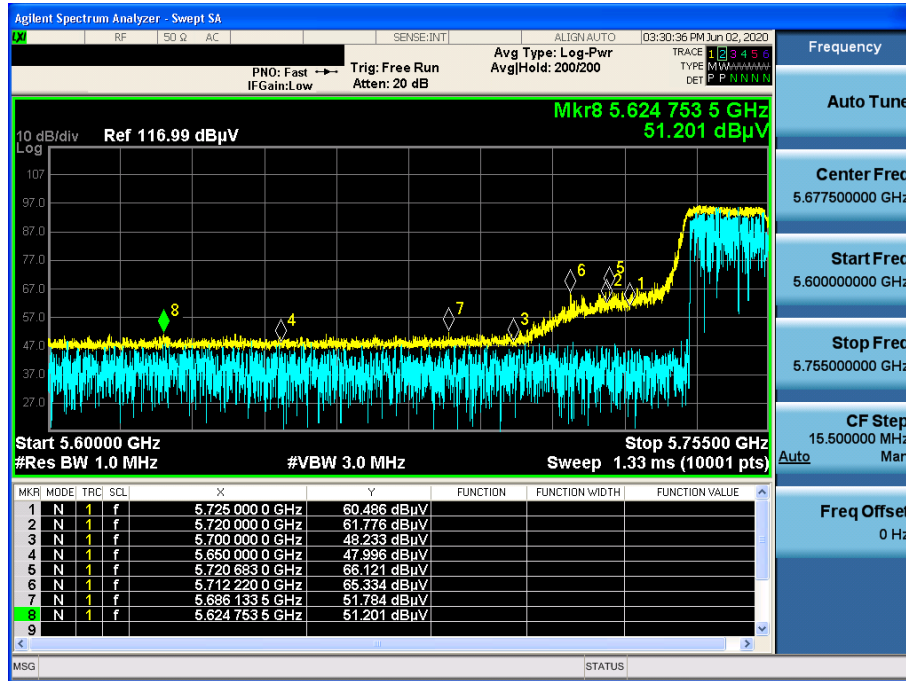 Agilent Spectrum Analyzer - Swept SA
LXI RF 50 Ω AC SENSE:INT ALIGN AUTO 03:30:36 PM Jun 02, 2020
PNO: Fast Trig: Free Run Avg Type: Log-Pwr TRACE 1 2 3 4 5 6
IFGain:Low Atten: 20 dB Avg|Hold: 200/200 TYPE M W W W W W
DET P P N N N N
Mkr8 5.624 753 5 GHz
51.201 dBµV
10 dB/div Ref 116.99 dBµV
Log
107
97.0
87.0
77.0
67.0
57.0
47.0
37.0
27.0
6 5 2 1
8 4 7 3
Start 5.60000 GHz Stop 5.75500 GHz
#Res BW 1.0 MHz #VBW 3.0 MHz Sweep 1.33 ms (10001 pts)
MKR MODE TRC SCL X Y FUNCTION FUNCTION WIDTH FUNCTION VALUE
1 N 1 f 5.725 000 0 GHz 60.486 dBµV
2 N 1 f 5.720 000 0 GHz 61.776 dBµV
3 N 1 f 5.700 000 0 GHz 48.233 dBµV
4 N 1 f 5.650 000 0 GHz 47.996 dBµV
5 N 1 f 5.720 683 0 GHz 66.121 dBµV
6 N 1 f 5.712 220 0 GHz 65.334 dBµV
7 N 1 f 5.686 133 5 GHz 51.784 dBµV
8 N 1 f 5.624 753 5 GHz 51.201 dBµV
9
MSG STATUS
Frequency
Auto Tune
Center Freq
5.677500000 GHz
Start Freq
5.600000000 GHz
Stop Freq
5.755000000 GHz
CF Step
15.500000 MHz
Auto Man
Freq Offset
0 Hz